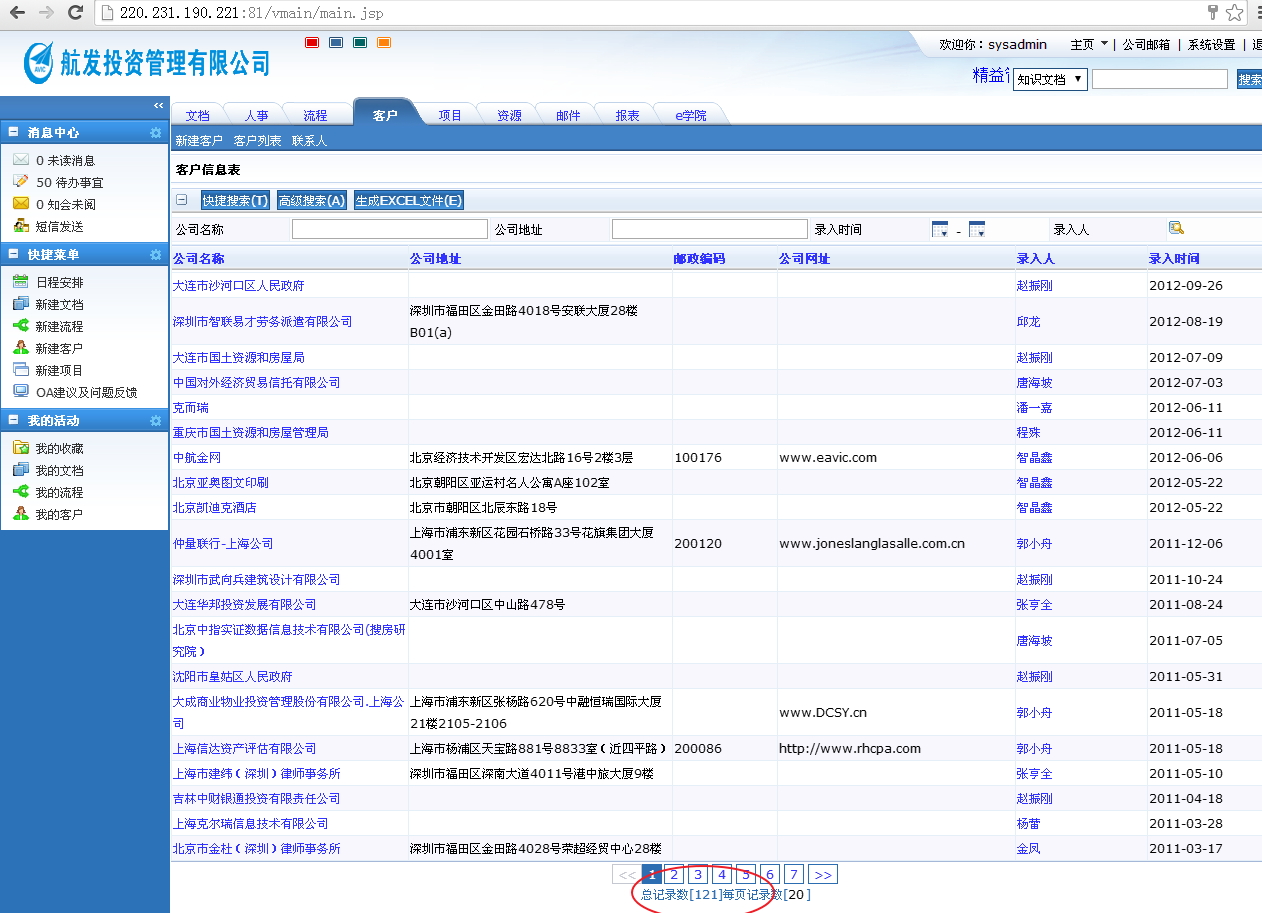 220.231.190.221:81/vmain/main.jsp
AVIC 航发投资管理有限公司
欢迎你：sysadmin 主页 | 公司邮箱 | 系统设置 |
知识文档 搜索
文档 人事 流程 客户 项目 资源 邮件 报表 e学院
新建客户 客户列表 联系人
消息中心
0 未读消息
50 待办事宜
0 知会未阅
短信发送
快捷菜单
日程安排
新建文档
新建流程
新建客户
新建项目
OA建议及问题反馈
我的活动
我的收藏
我的文档
我的流程
我的客户
客户信息表
快捷搜索(T) 高级搜索(A) 生成EXCEL文件(E)
公司名称 公司地址 录入时间 - 录入人
公司名称 公司地址 邮政编码 公司网址 录入人 录入时间
大连市沙河口区人民政府 赵振刚 2012-09-26
深圳市智联易才劳务派遣有限公司 深圳市福田区金田路4018号安联大厦28楼
B01(a) 邱龙 2012-08-19
大连市国土资源和房屋局 赵振刚 2012-07-09
中国对外经济贸易信托有限公司 唐海坡 2012-07-03
克而瑞 潘一嘉 2012-06-11
重庆市国土资源和房屋管理局 程殊 2012-06-11
中航金网 北京经济技术开发区宏达北路16号2楼3层 100176 www.eavic.com 智晶鑫 2012-06-06
北京亚奥图文印刷 北京朝阳区亚运村名人公寓A座102室 智晶鑫 2012-05-22
北京凯迪克酒店 北京市朝阳区北辰东路18号 智晶鑫 2012-05-22
仲量联行-上海公司 上海市浦东新区花园石桥路33号花旗集团大厦
4001室 200120 www.joneslanglasalle.com.cn 郭小舟 2011-12-06
深圳市武向兵建筑设计有限公司 赵振刚 2011-10-24
大连华邦投资发展有限公司 大连市沙河口区中山路478号 张亨全 2011-08-24
北京中指实证数据信息技术有限公司(搜房研
究院） 唐海坡 2011-07-05
沈阳市皇姑区人民政府 赵振刚 2011-05-31
大成商业物业投资管理股份有限公司.上海公
司 上海市浦东新区张杨路620号中融恒瑞国际大厦
21楼2105-2106 www.DCSY.cn 郭小舟 2011-05-18
上海信达资产评估有限公司 上海市杨浦区天宝路881号8833室（近四平路） 200086 http://www.rhcpa.com 郭小舟 2011-05-18
上海市建纬（深圳）律师事务所 深圳市福田区深南大道4011号港中旅大厦9楼 张亨全 2011-05-10
吉林中财银通投资有限责任公司 赵振刚 2011-04-18
上海克尔瑞信息技术有限公司 杨蕾 2011-03-28
北京市金杜（深圳）律师事务所 深圳市福田区金田路4028号荣超经贸中心28楼 金凤 2011-03-17
<< 1 2 3 4 5 6 7 >>
总记录数[121]每页记录数[20 ]